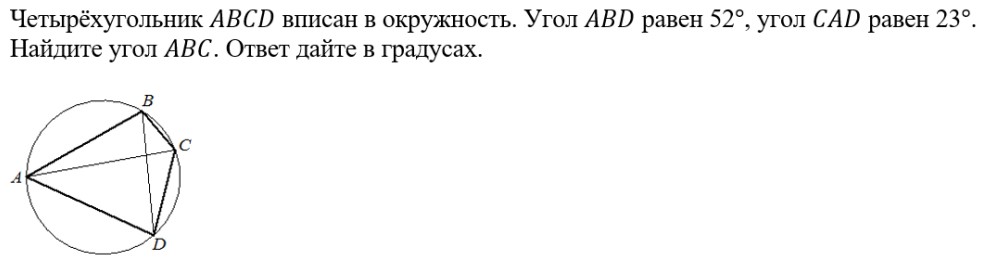 Четырёхугольник ABCD вписан в окружность. Угол ABD равен 52°, угол CAD равен 23°.
Найдите угол ABC. Ответ дайте в градусах.
B
C
A
D